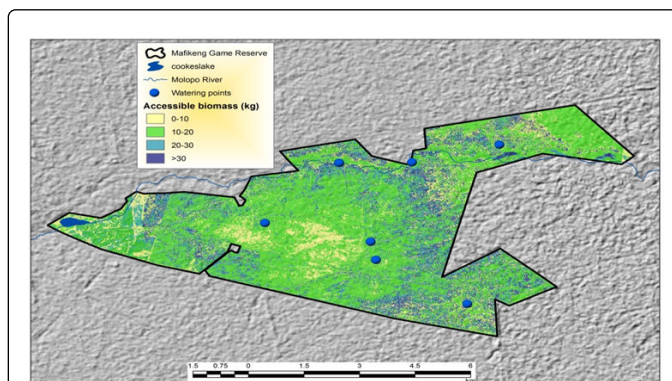 Mafikeng Game Reserve
cookeslake
Molopo River
Watering points
Accessible biomass (kg)
0-10
10-20
20-30
>30
1.5 0.75 0 1.5 3 4.5 6